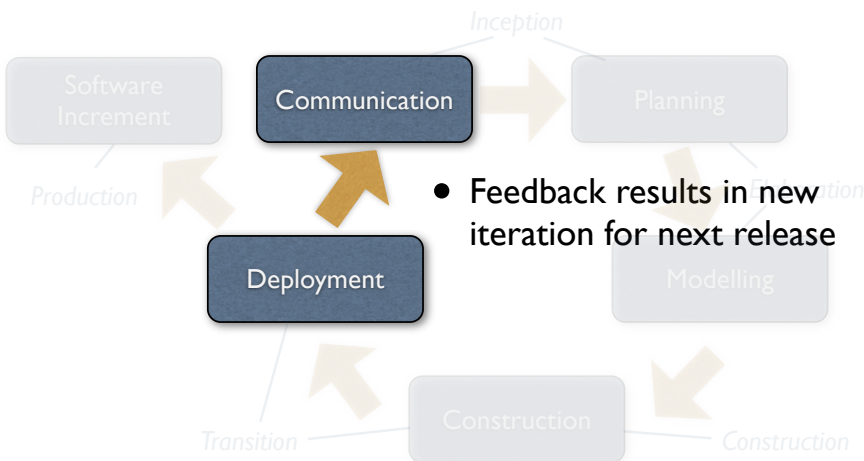 Inception
Software
Increment
Communication
Planning
Production
Elaboration
• Feedback results in new
iteration for next release
Deployment
Modelling
Construction
Transition
Construction